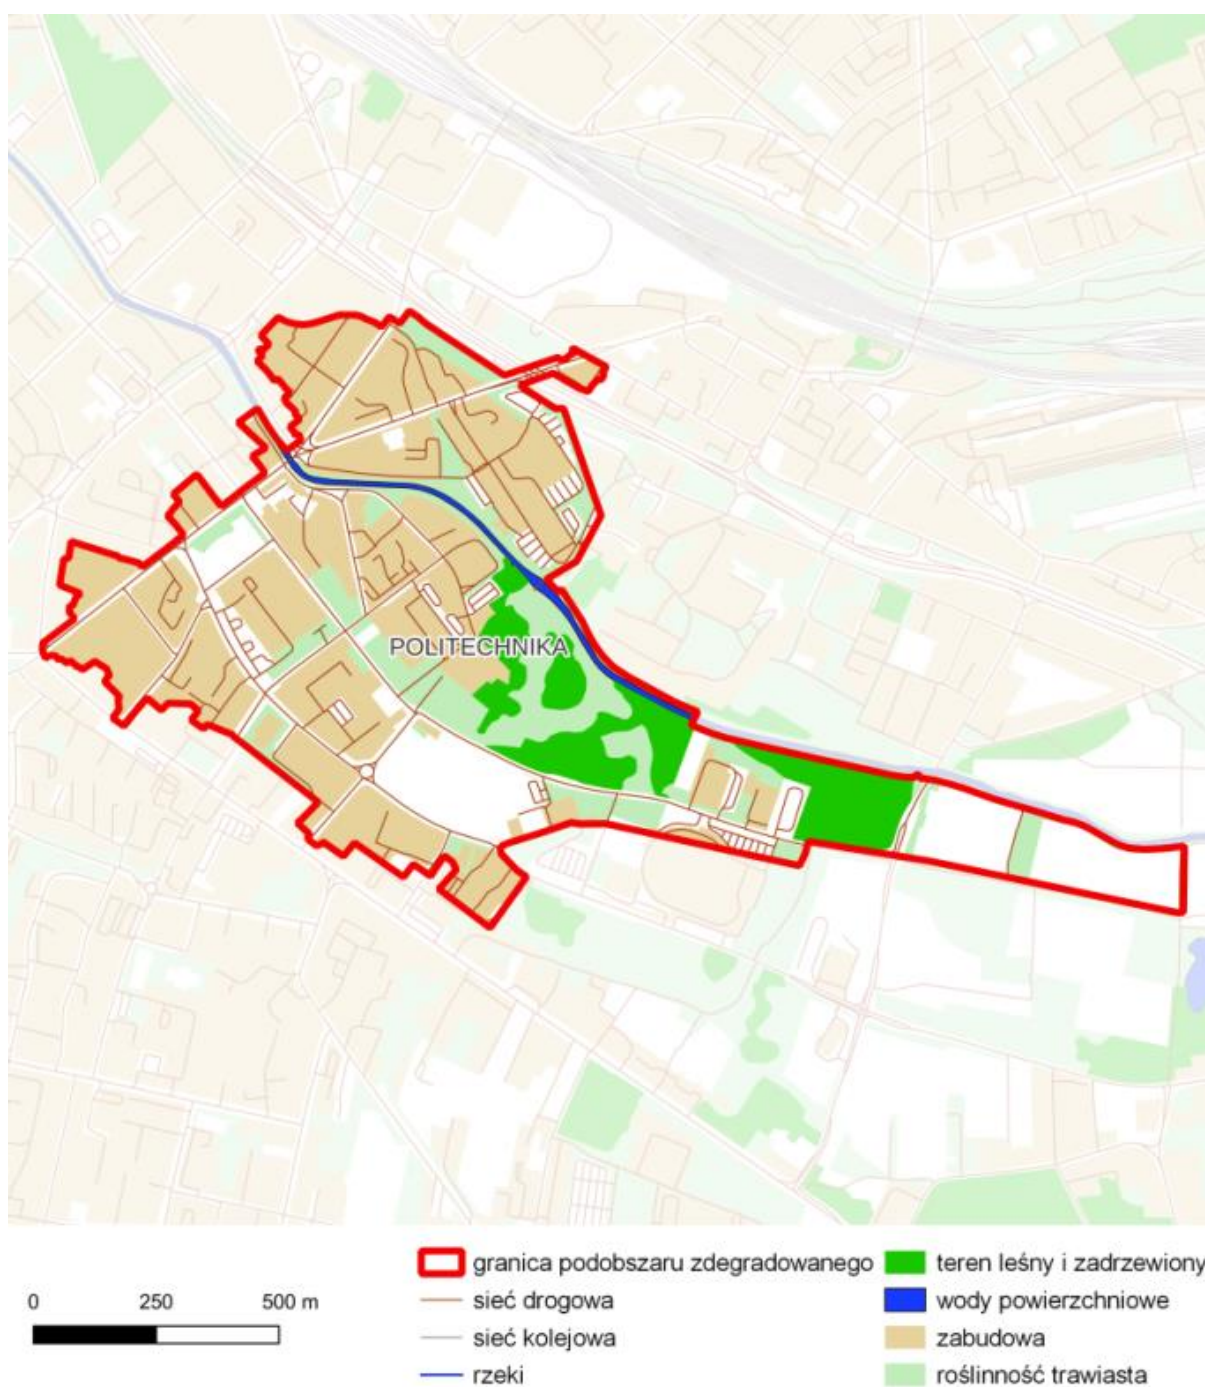 POLITECHNIKA
0 250 500 m
granica podobszaru zdegradowanego
sieć drogowa
sieć kolejowa
rzeki
teren leśny i zadrzewiony
wody powierzchniowe
zabudowa
roślinność trawiasta